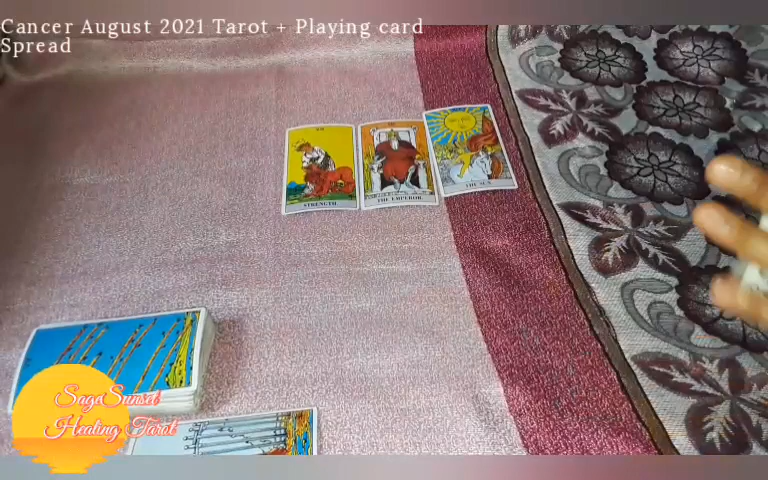 Cancer August 2021 Tarot + Playing card
Spread
STRENGTH
THE EMPEROR
THE SUN
SageSunset
Healing Tarot